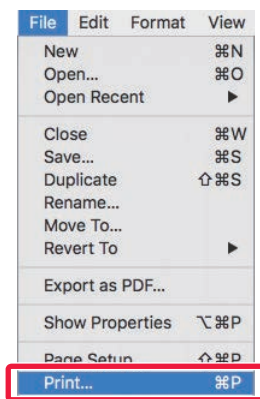 File Edit Format View
New ⌘N
Open... ⌘O
Open Recent ▶
Close ⌘W
Save... ⌘S
Duplicate ⇧⌘S
Rename...
Move To...
Revert To ▶
Export as PDF...
Show Properties ⌥⌘P
Page Setup ⇧⌘P
Print... ⌘P